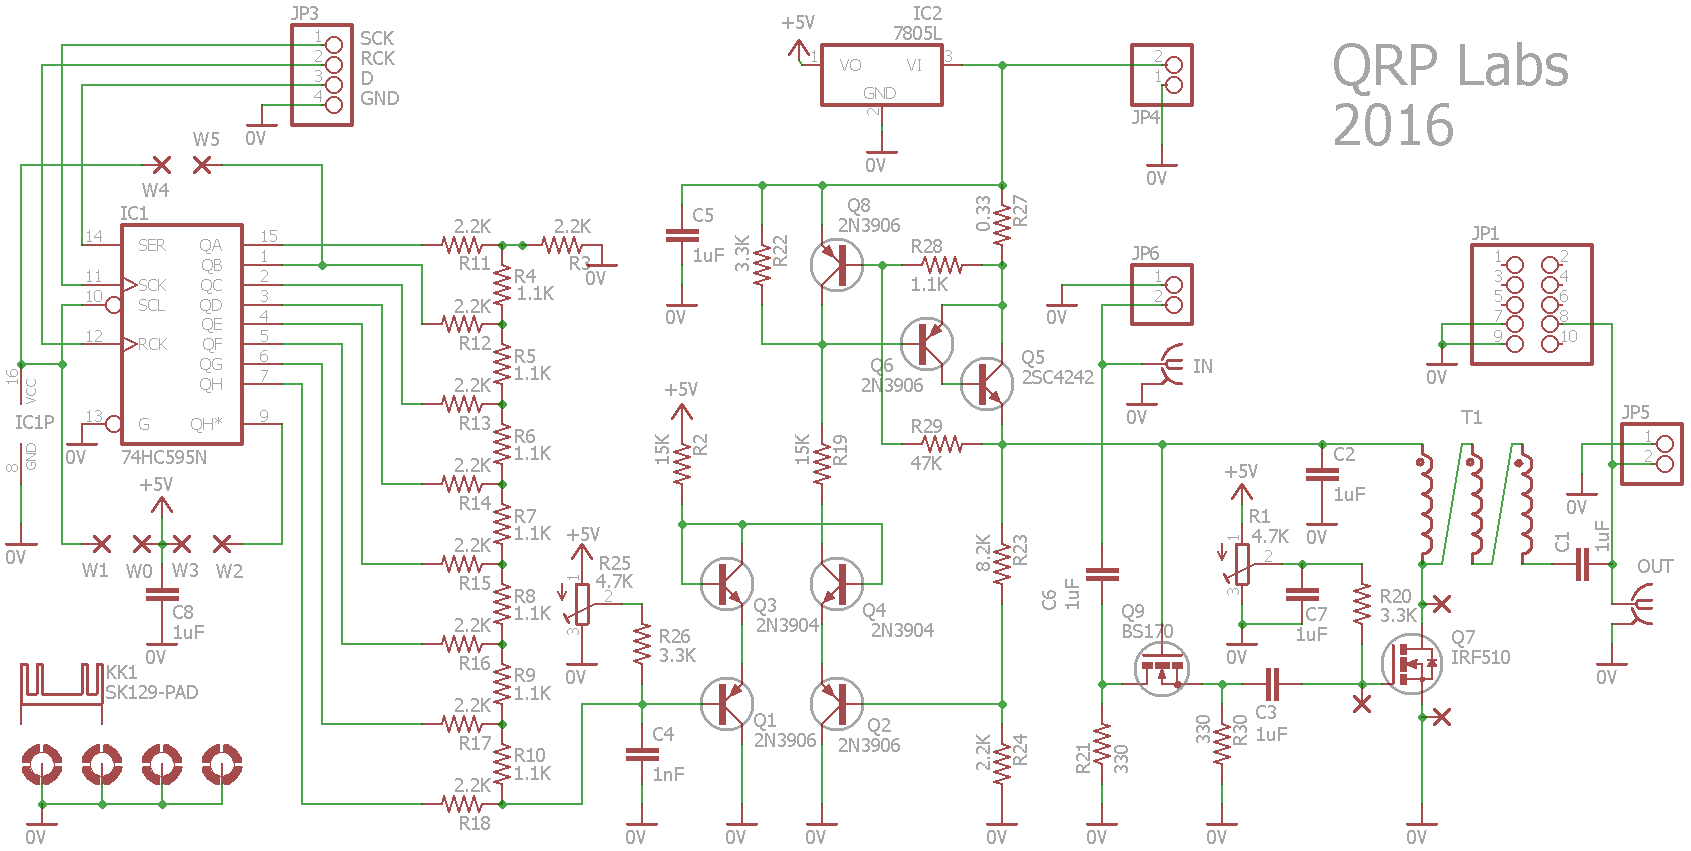 QRP Labs
2016
JP3
1
SCK
2
RCK
3
D
4
GND
0V
W5
W4
IC1
14
SER
QA
15
QB
1
11
SCK
QC
2
10
SCL
QD
3
QE
4
12
RCK
QF
5
QG
6
QH
7
13
G
QH*
9
74HC595N
16
VCC
IC1P
GND
8
0V
0V
+5V
W1
W0
W3
W2
C8
1uF
0V
KK1
SK129-PAD
0V
2.2K
R11
2.2K
R3
0V
R4
1.1K
2.2K
R12
R5
1.1K
2.2K
R13
R6
1.1K
2.2K
R14
R7
1.1K
2.2K
R15
R8
1.1K
2.2K
R16
R9
1.1K
2.2K
R17
R10
1.1K
2.2K
R18
+5V
R25
4.7K
1
2
3
0V
R26
3.3K
C4
1nF
0V
+5V
IC2
7805L
1
VO
VI
3
GND
2
0V
2
1
JP4
0V
C5
1uF
0V
3.3K
R22
Q8
2N3906
0.33
R27
R28
1.1K
Q6
2N3906
Q5
2SC4242
R29
47K
+5V
15K
R2
15K
R19
Q3
2N3904
Q4
2N3904
Q1
2N3906
Q2
2N3906
0V
0V
8.2K
R23
2.2K
R24
0V
JP6
1
2
0V
IN
0V
C6
1uF
Q9
BS170
R21
330
0V
330
R30
0V
C3
1uF
+5V
R1
4.7K
1
2
3
0V
C7
1uF
C2
1uF
0V
R20
3.3K
Q7
IRF510
0V
T1
JP1
1
2
3
4
5
6
7
8
9
10
0V
JP5
1
2
0V
C1
1uF
OUT
0V